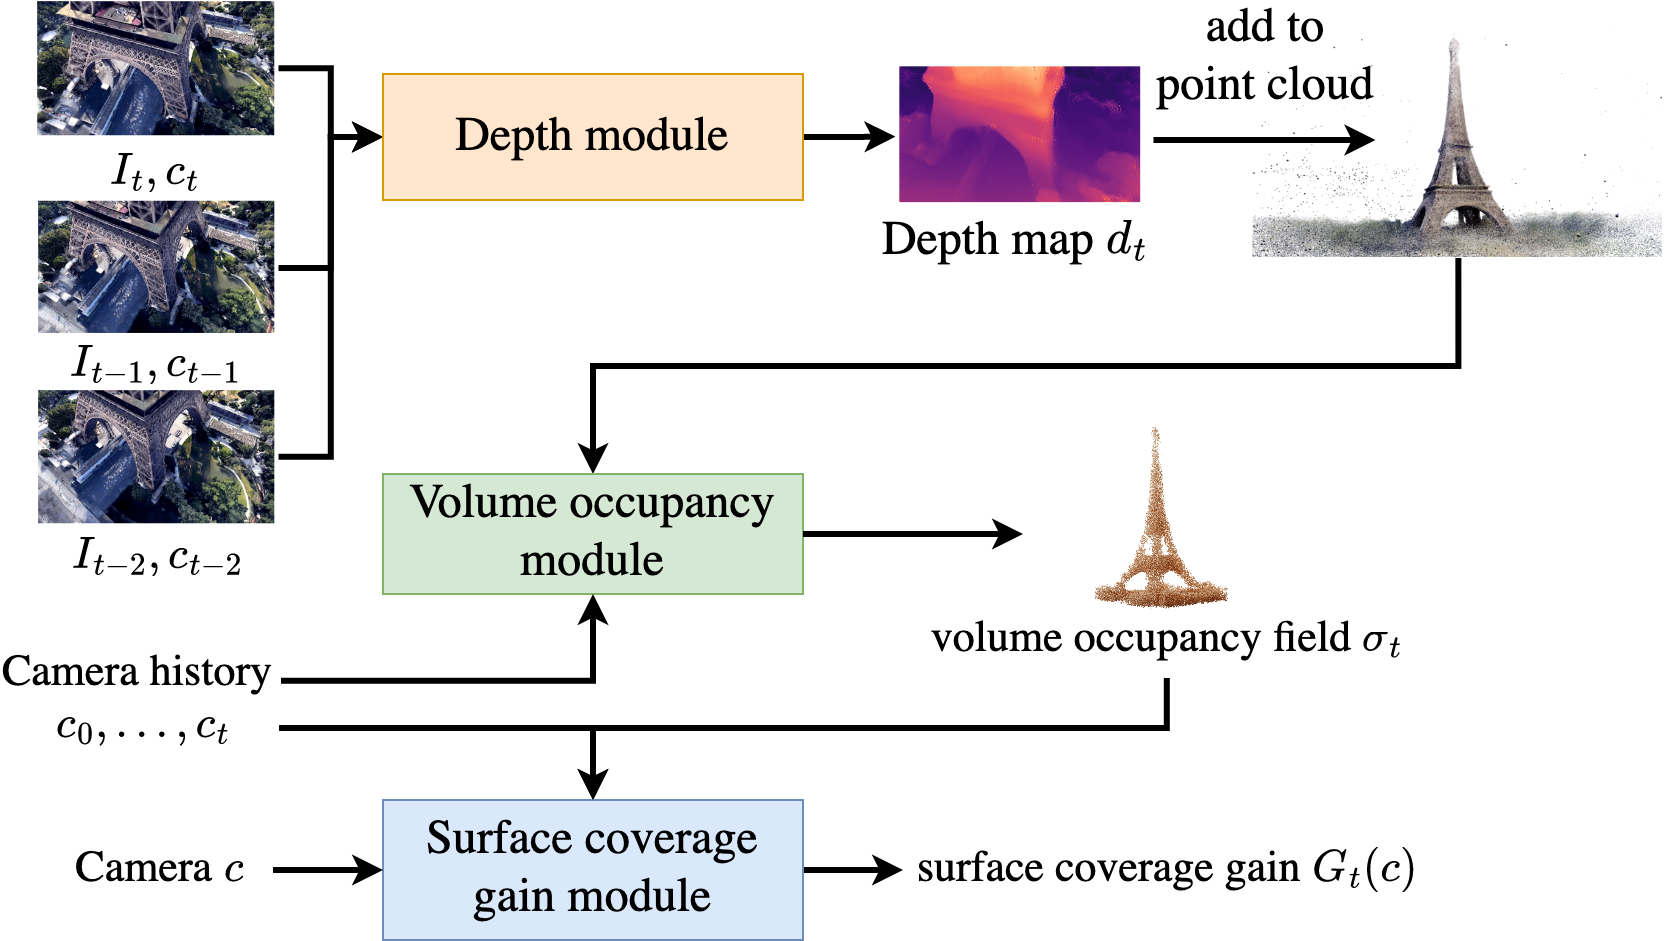 add to
point cloud
Depth module
I_t, c_t
Depth map d_t
I_{t-1}, c_{t-1}
Volume occupancy
module
I_{t-2}, c_{t-2}
volume occupancy field σ_t
Camera history
c_0, . . . , c_t
Surface coverage
gain module
Camera c
surface coverage gain G_t(c)